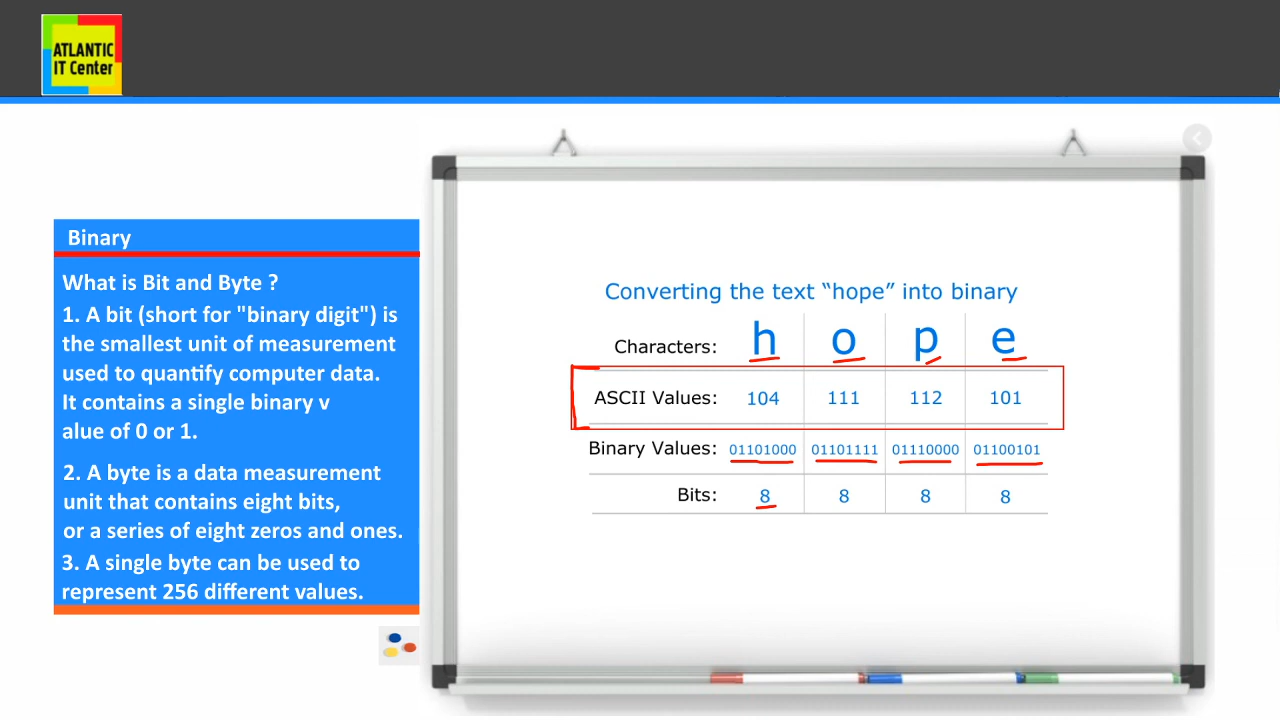 ATLANTIC
IT Center
Binary
What is Bit and Byte ?
1. A bit (short for "binary digit") is
the smallest unit of measurement
used to quantify computer data.
It contains a single binary v
alue of 0 or 1.
2. A byte is a data measurement
unit that contains eight bits,
or a series of eight zeros and ones.
3. A single byte can be used to
represent 256 different values.
Converting the text “hope” into binary
Characters: h o p e
ASCII Values: 104 111 112 101
Binary Values: 01101000 01101111 01110000 01100101
Bits: 8 8 8 8